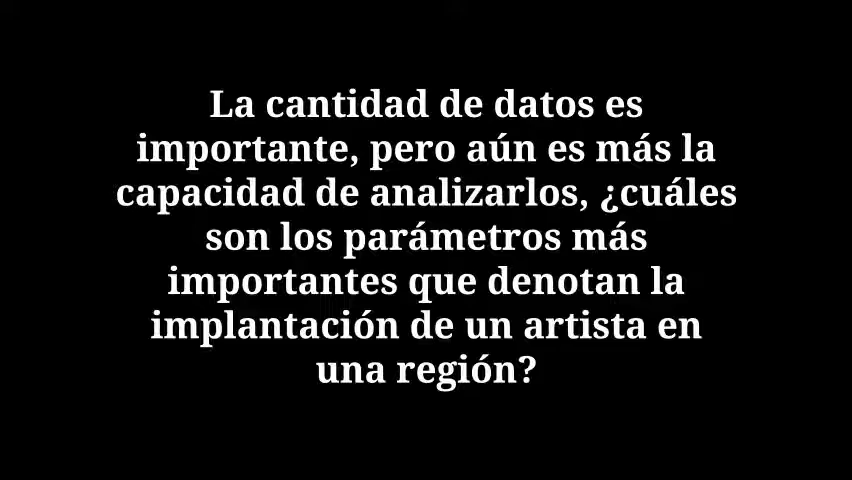 La cantidad de datos es
importante, pero aún es más la
capacidad de analizarlos, ¿cuáles
son los parámetros más
importantes que denotan la
implantación de un artista en
una región?